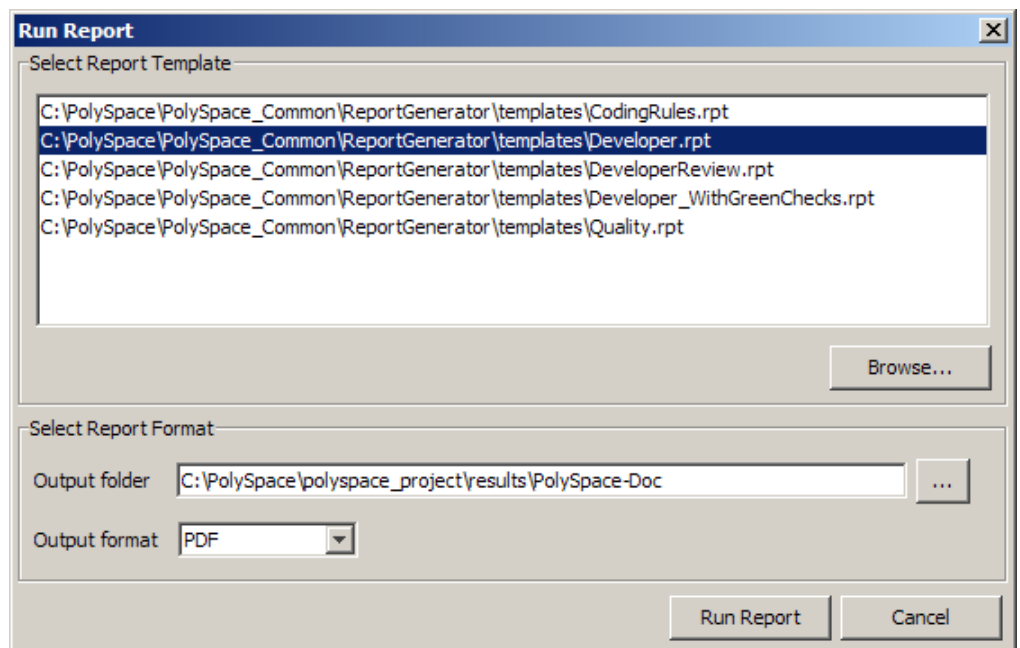 Run Report
Select Report Template
C:\PolySpace\PolySpace_Common\ReportGenerator\templates\CodingRules.rpt
C:\PolySpace\PolySpace_Common\ReportGenerator\templates\Developer.rpt
C:\PolySpace\PolySpace_Common\ReportGenerator\templates\DeveloperReview.rpt
C:\PolySpace\PolySpace_Common\ReportGenerator\templates\Developer_WithGreenChecks.rpt
C:\PolySpace\PolySpace_Common\ReportGenerator\templates\Quality.rpt
Browse...
Select Report Format
Output folder C:\PolySpace\polyspace_project\results\PolySpace-Doc ...
Output format PDF
Run Report Cancel